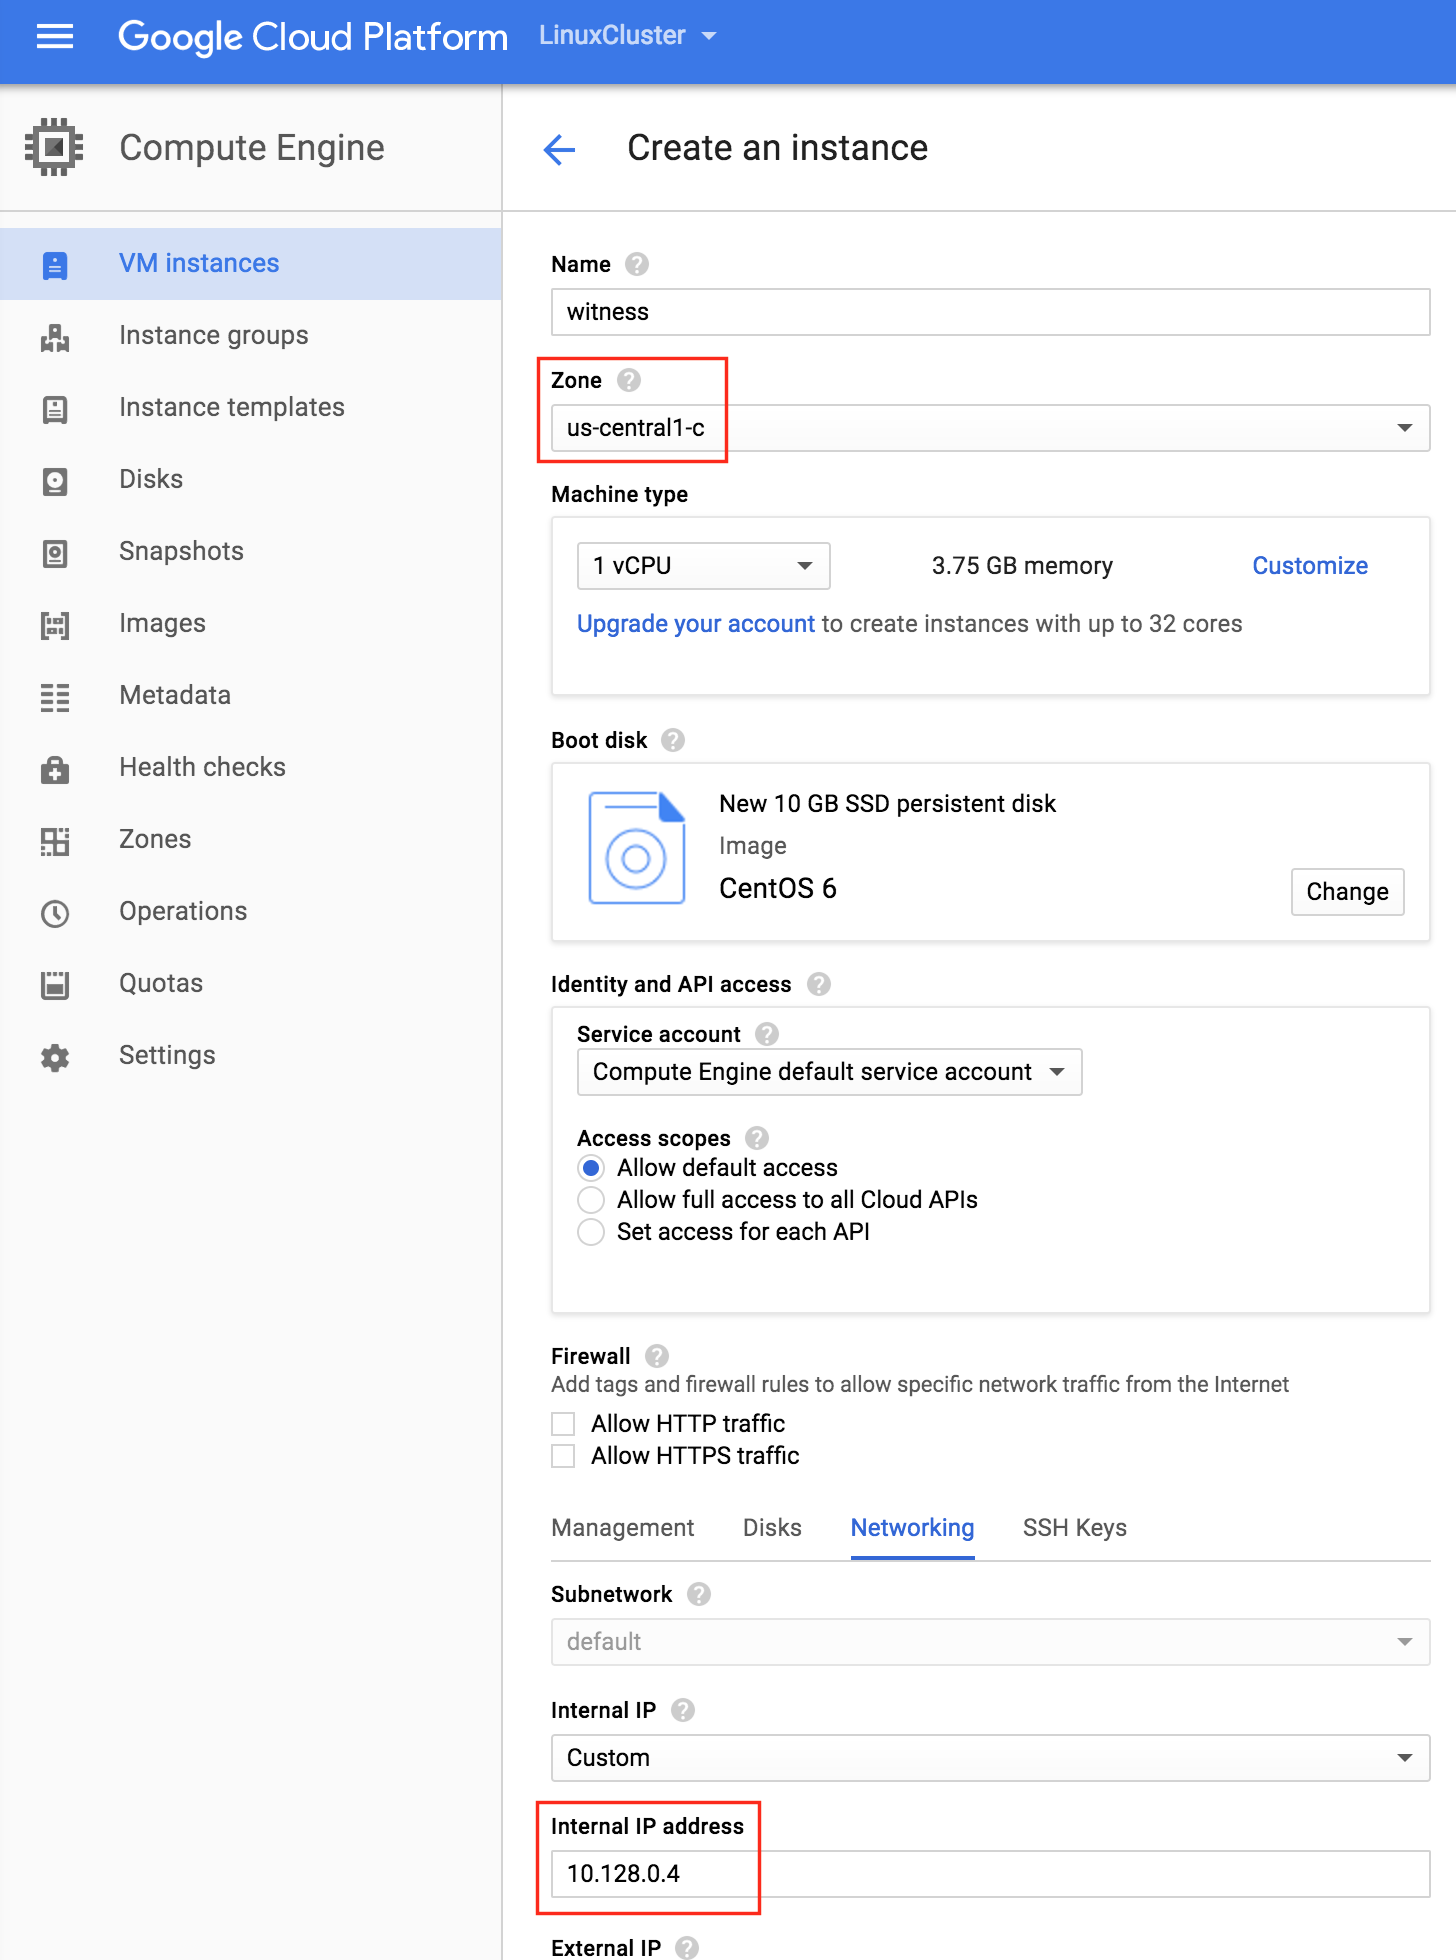 Google Cloud Platform LinuxCluster
Compute Engine
Create an instance
VM instances
Instance groups
Instance templates
Disks
Snapshots
Images
Metadata
Health checks
Zones
Operations
Quotas
Settings
Name ?
witness
Zone ?
us-central1-c
Machine type
1 vCPU 3.75 GB memory Customize
Upgrade your account to create instances with up to 32 cores
Boot disk ?
New 10 GB SSD persistent disk
Image
CentOS 6
Change
Identity and API access ?
Service account ?
Compute Engine default service account
Access scopes ?
Allow default access
Allow full access to all Cloud APIs
Set access for each API
Firewall ?
Add tags and firewall rules to allow specific network traffic from the Internet
Allow HTTP traffic
Allow HTTPS traffic
Management Disks Networking SSH Keys
Subnetwork ?
default
Internal IP ?
Custom
Internal IP address
10.128.0.4
External IP ?